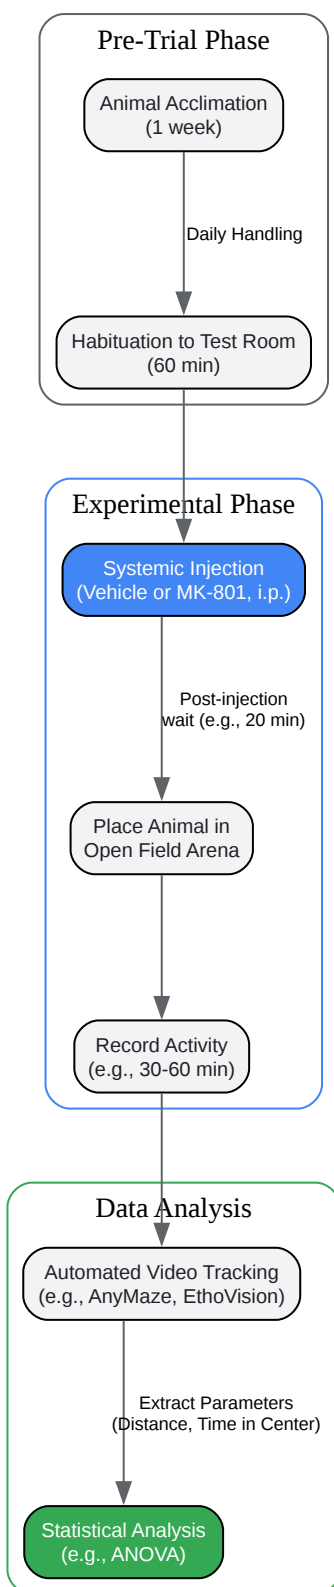 Pre-Trial Phase
Animal Acclimation
(1 week)
Daily Handling
Habituation to Test Room
(60 min)
Experimental Phase
Systemic Injection
(Vehicle or MK-801, i.p.)
Post-injection
wait (e.g., 20 min)
Place Animal in
Open Field Arena
Record Activity
(e.g., 30-60 min)
Data Analysis
Automated Video Tracking
(e.g., AnyMaze, EthoVision)
Extract Parameters
(Distance, Time in Center)
Statistical Analysis
(e.g., ANOVA)